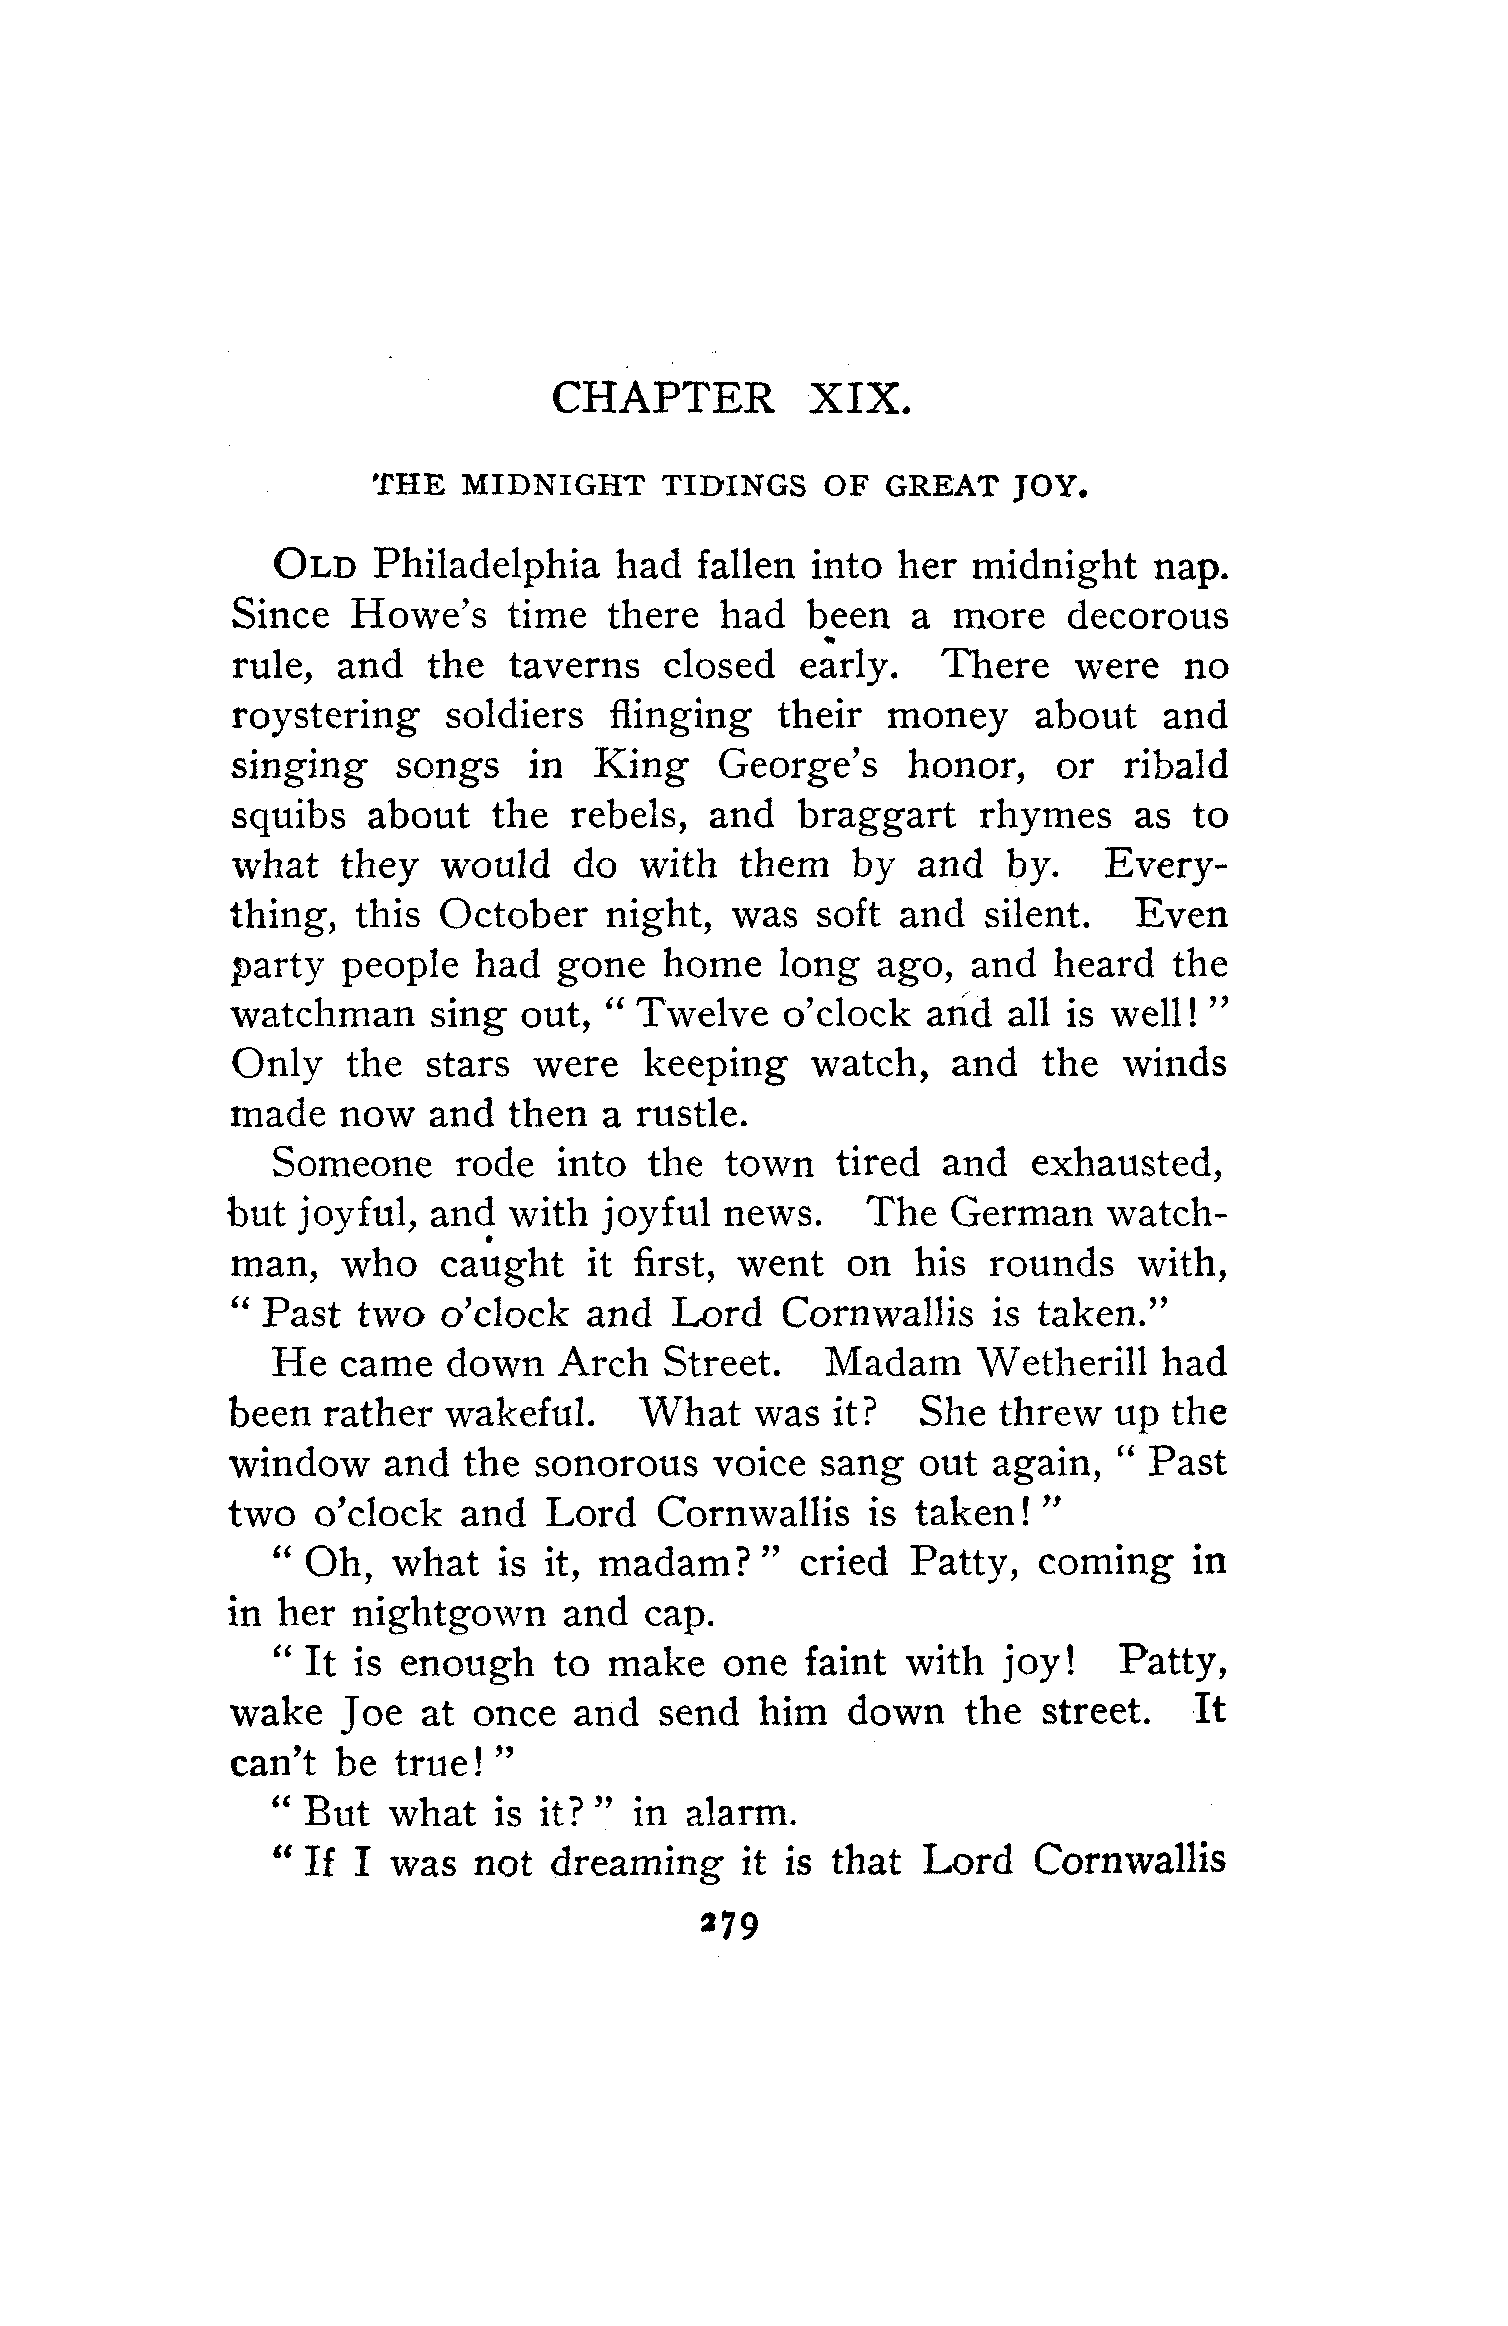 CHAPTER XIX.
THE MIDNIGHT TIDINGS OF GREAT JOY.
OLD Philadelphia had fallen into her midnight nap.
Since Howe's time there had been a more decorous
rule, and the taverns closed early. There were no
roystering soldiers flinging their money about and
singing songs in King George's honor, or ribald
squibs about the rebels, and braggart rhymes as to
what they would do with them by and by. Every-
thing, this October night, was soft and silent. Even
party people had gone home long ago, and heard the
watchman sing out, " Twelve o'clock and all is well! "
Only the stars were keeping watch, and the winds
made now and then a rustle.
Someone rode into the town tired and exhausted,
but joyful, and with joyful news. The German watch-
man, who caught it first, went on his rounds with,
" Past two o'clock and Lord Cornwallis is taken."
He came down Arch Street. Madam Wetherill had
been rather wakeful. What was it? She threw up the
window and the sonorous voice sang out again, " Past
two o'clock and Lord Cornwallis is taken! "
" Oh, what is it, madam? " cried Patty, coming in
in her nightgown and cap.
" It is enough to make one faint with joy! Patty,
wake Joe at once and send him down the street. It
can't be true! "
" But what is it? " in alarm.
" If I was not dreaming it is that Lord Cornwallis
279